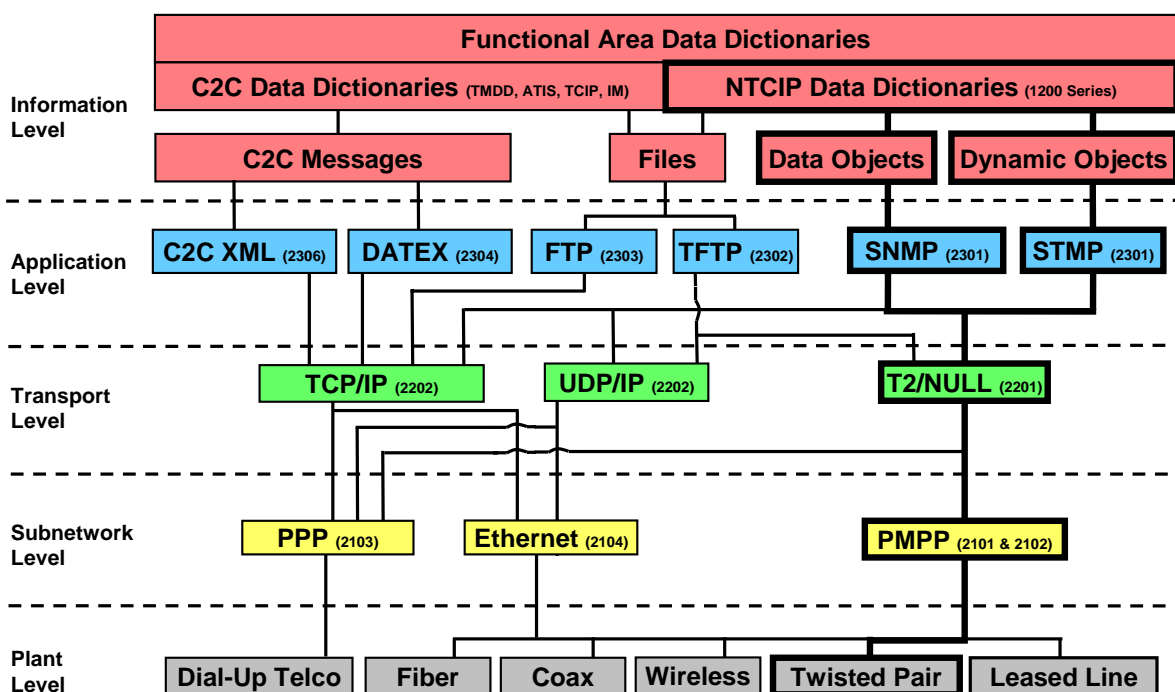 Functional Area Data Dictionaries
C2C Data Dictionaries (TMDD, ATIS, TCIP, IM)
NTCIP Data Dictionaries (1200 Series)
Information
Level
C2C Messages
Files
Data Objects
Dynamic Objects
Application
Level
C2C XML (2306)
DATEX (2304)
FTP (2303)
TFTP (2302)
SNMP (2301)
STMP (2301)
Transport
Level
TCP/IP (2202)
UDP/IP (2202)
T2/NULL (2201)
Subnetwork
Level
PPP (2103)
Ethernet (2104)
PMPP (2101 & 2102)
Plant
Level
Dial-Up Telco
Fiber
Coax
Wireless
Twisted Pair
Leased Line